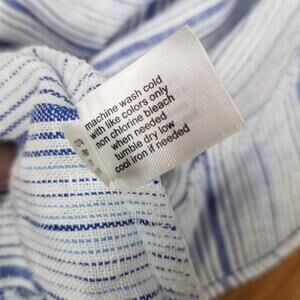 machine wash cold
with like colors only
non chlorine bleach
when needed
tumble dry low
cool iron if needed